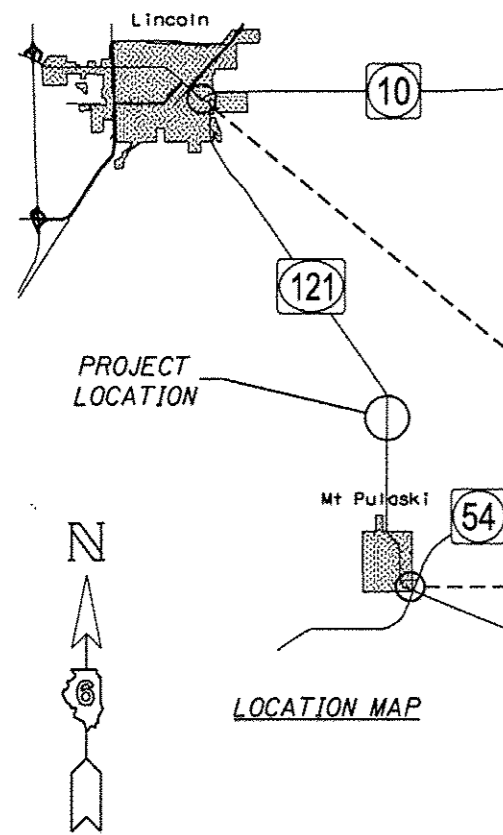 Lincoln
10
121
PROJECT
LOCATION
Mt Pulaski
54
N
6
LOCATION MAP